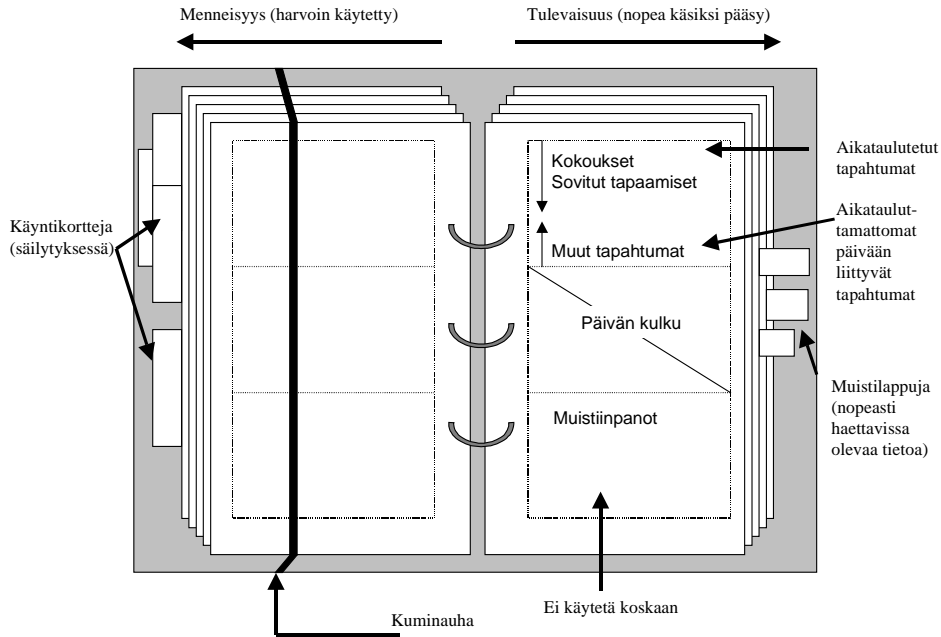 Menneisyys (harvoin käytetty)
Tulevaisuus (nopea käsiksi pääsy)
Käyntikortteja
(säilytyksessä)
Kokoukset
Sovitut tapaamiset
Muut tapahtumat
Päivän kulku
Muistiinpanot
Aikataulutetut
tapahtumat
Aikataulut-
tamattomat
päivään
liittyvät
tapahtumat
Muistilappuja
(nopeasti
haettavissa
olevaa tietoa)
Kuminauha
Ei käytetä koskaan